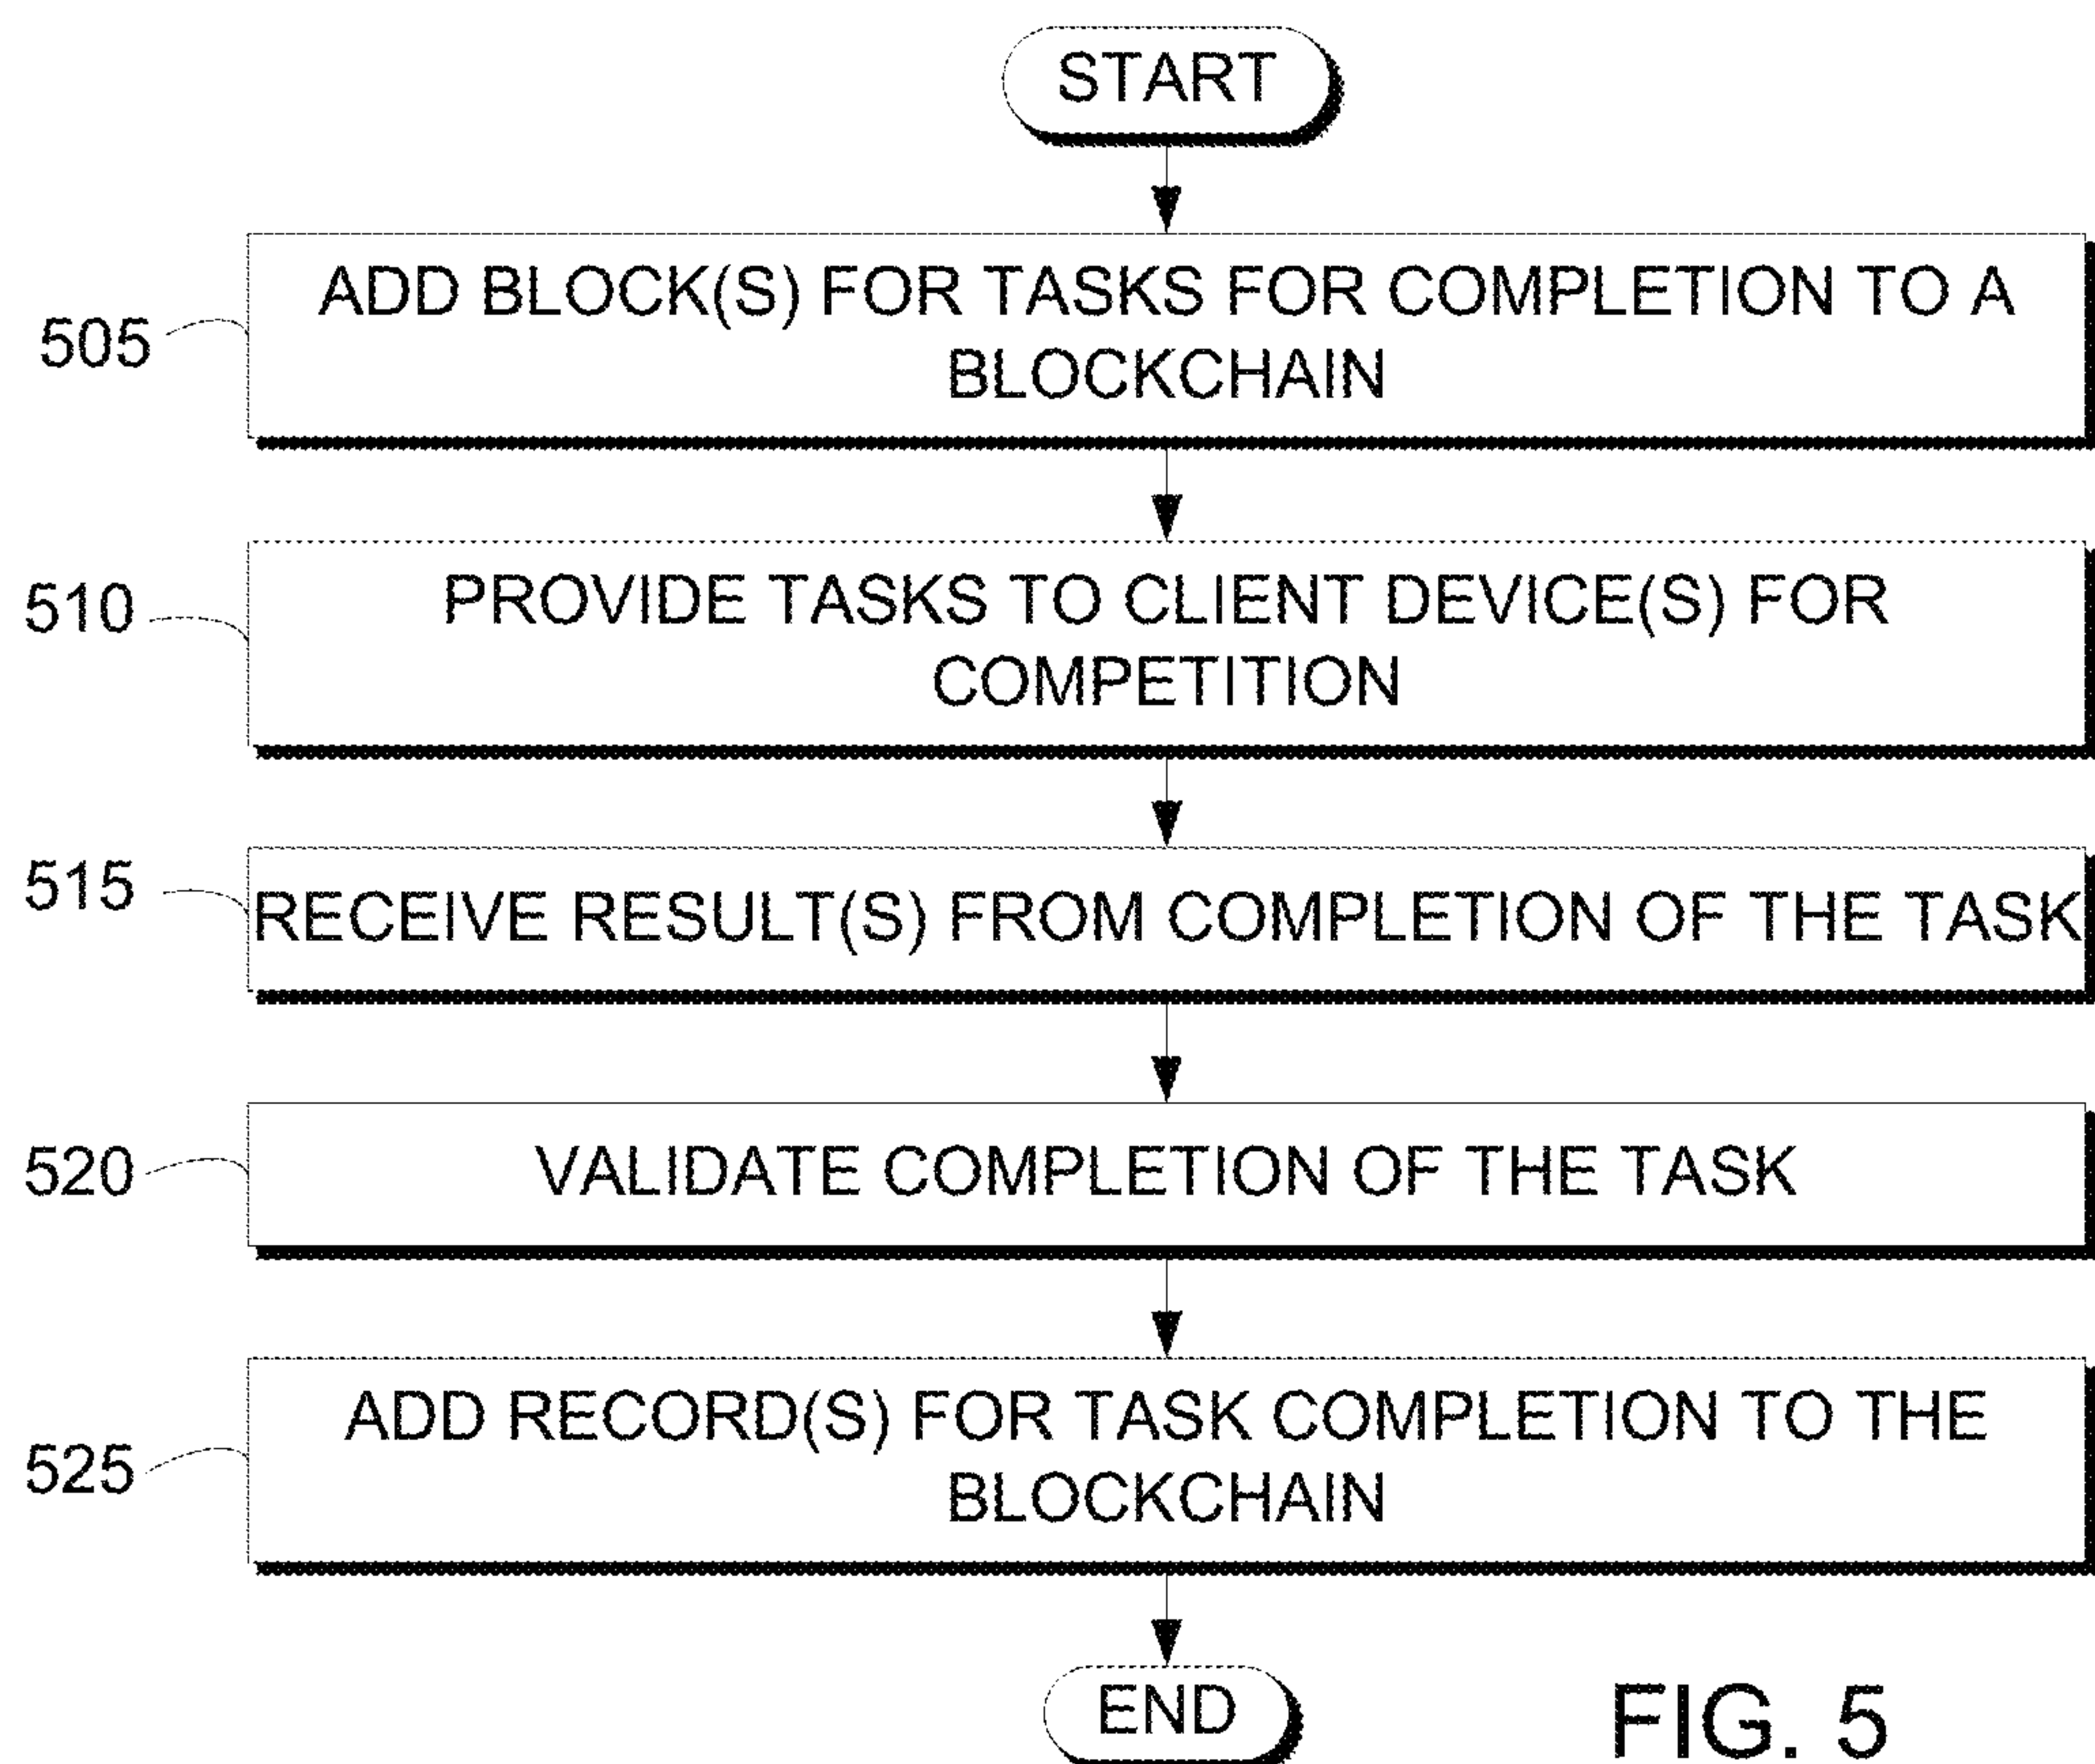 START
ADD BLOCK(S) FOR TASKS FOR COMPLETION TO A
BLOCKCHAIN
505
PROVIDE TASKS TO CLIENT DEVICE(S) FOR
COMPETITION
510
RECEIVE RESULT(S) FROM COMPLETION OF THE TASK
515
VALIDATE COMPLETION OF THE TASK
520
ADD RECORD(S) FOR TASK COMPLETION TO THE
BLOCKCHAIN
525
END
FIG. 5